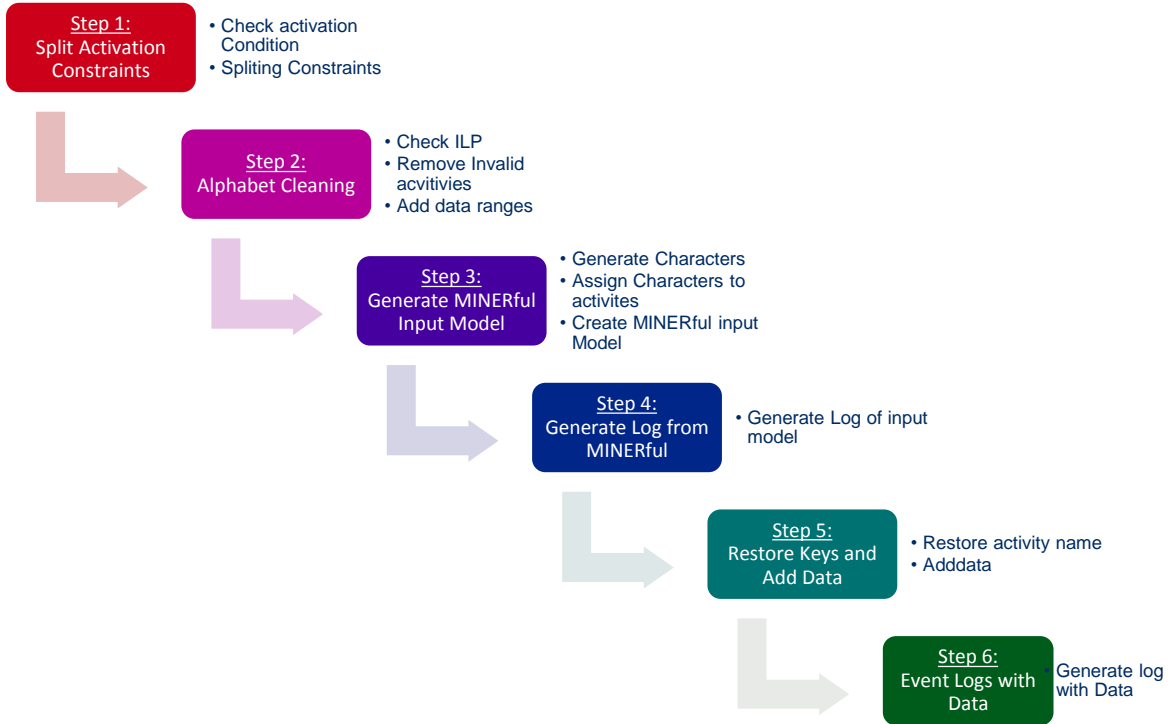 Step 1:
Split Activation
Constraints
• Check activation
Condition
• Spliting Constraints
Step 2:
Alphabet Cleaning
• Check ILP
• Remove Invalid
acvitivies
• Add data ranges
Step 3:
Generate MINERful
Input Model
• Generate Characters
• Assign Characters to
activites
• Create MINERful input
Model
Step 4:
Generate Log from
MINERful
• Generate Log of input
model
Step 5:
Restore Keys and
Add Data
• Restore activity name
• Adddata
Step 6:
Event Logs with
Data
• Generate log
with Data